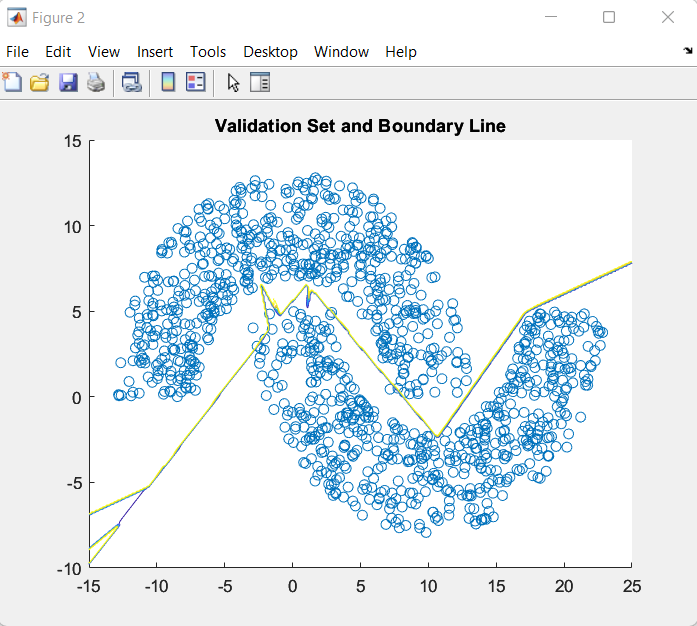 Figure 2
File Edit View Insert Tools Desktop Window Help
Validation Set and Boundary Line
15
10
5
0
-5
-10
-15 -10 -5 0 5 10 15 20 25